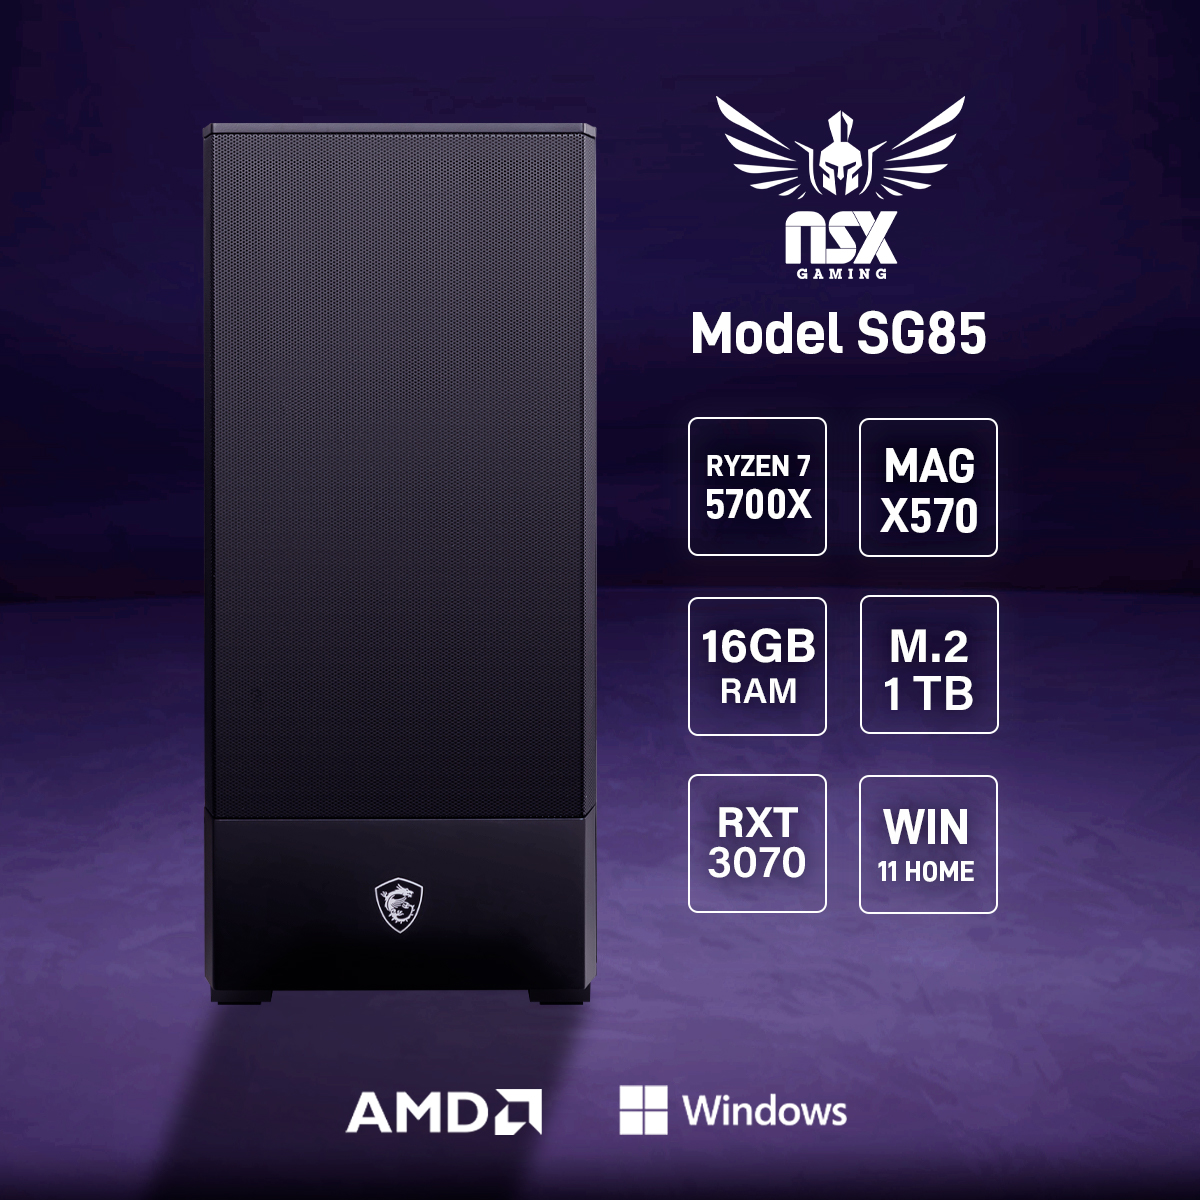 NSX
GAMING
Model SG85
RYZEN 7
5700X
MAG
X570
16GB
RAM
M.2
1 TB
RXT
3070
WIN
11 HOME
AMD
Windows